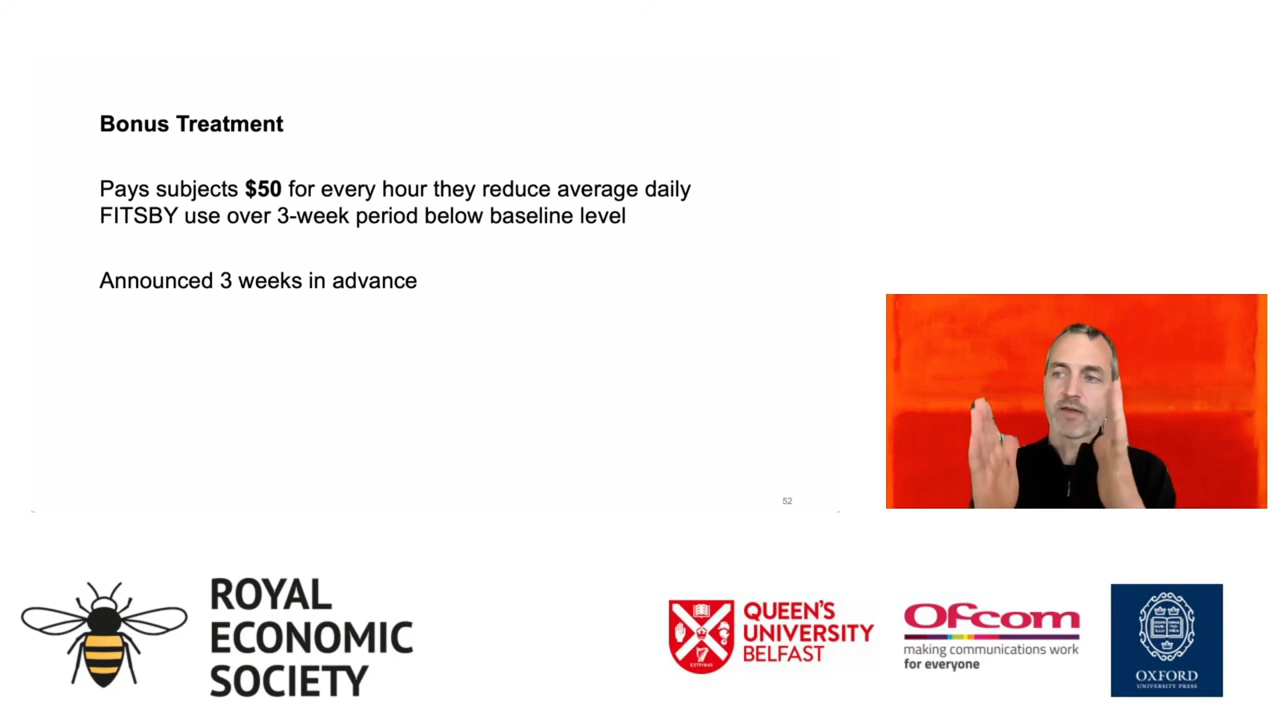 Bonus Treatment
Pays subjects $50 for every hour they reduce average daily
FITSBY use over 3-week period below baseline level
Announced 3 weeks in advance
52
ROYAL
ECONOMIC
SOCIETY
QUEEN'S
UNIVERSITY
BELFAST
Ofcom
making communications work
for everyone
OXFORD
UNIVERSITY PRESS